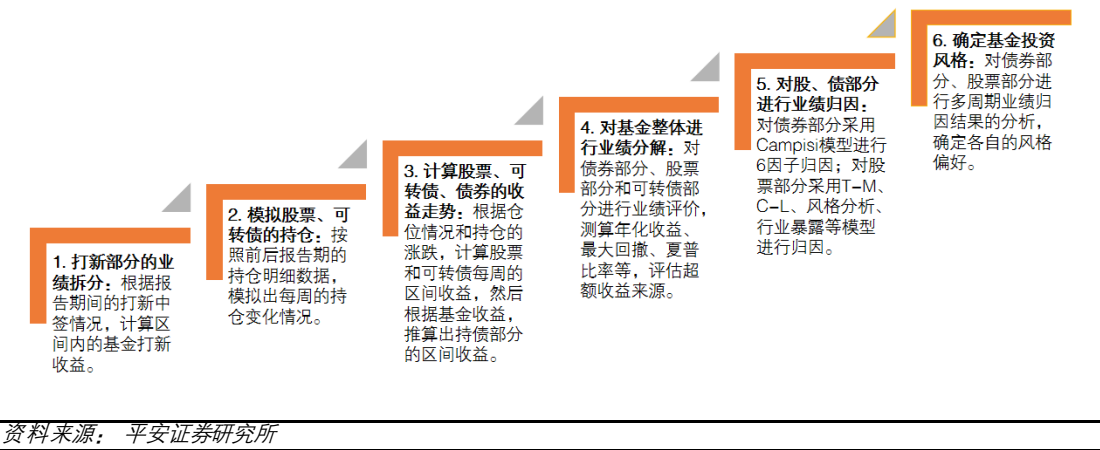 1. 打新部分的业
绩拆分：根据报
告期间的打新中
签情况，计算区
间内的基金打新
收益。
2. 模拟股票、可
转债的持仓：按
照前后报告期的
持仓明细数据，
模拟出每周的持
仓变化情况。
3. 计算股票、可
转债、债券的收
益走势：根据仓
位情况和持仓的
涨跌，计算股票
和可转债每周的
区间收益，然后
根据基金收益，
推算出持债部分
的区间收益。
4. 对基金整体进
行业绩分解：对
债券部分、股票
部分和可转债部
分进行业绩评价，
测算年化收益、
最大回撤、夏普
比率等，评估超
额收益来源。
5. 对股、债部分
进行业绩归因：
对债券部分采用
Campisi模型进行
6因子归因；对股
票部分采用T-M、
C-L、风格分析、
行业暴露等模型
进行归因。
6. 确定基金投资
风格：对债券部
分、股票部分进
行多周期业绩归
因结果的分析，
确定各自的风格
偏好。
资料来源： 平安证券研究所